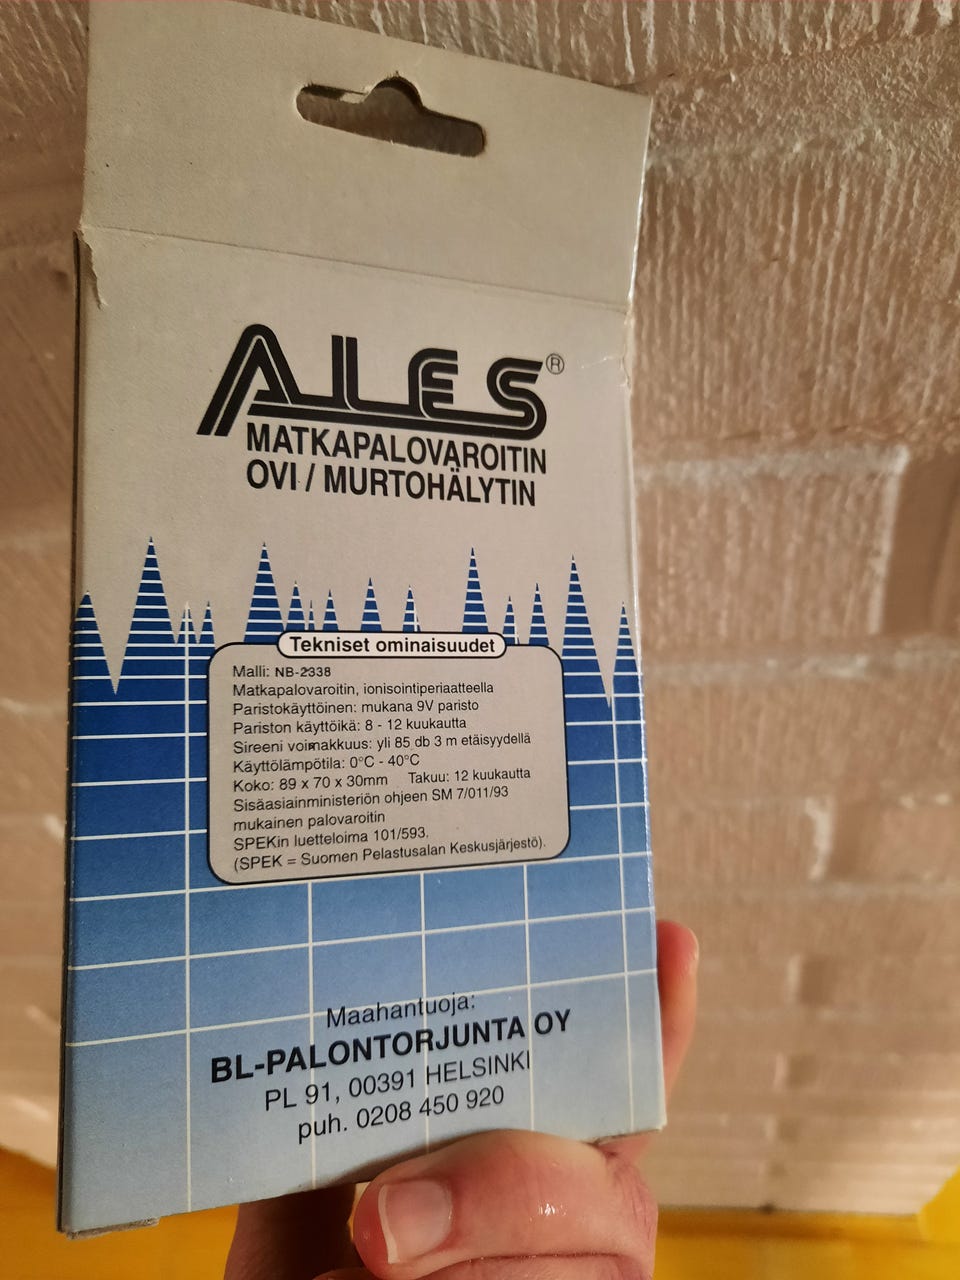 ALES®
MATKAPALOVAROITIN
OVI / MURTOHÄLYTIN
Tekniset ominaisuudet
Malli: NB-2338
Matkapalovaroitin, ionisointiperiaatteella
Paristokäyttöinen: mukana 9V paristo
Pariston käyttöikä: 8 - 12 kuukautta
Sireeni voimakkuus: yli 85 db 3 m etäisyydellä
Käyttölämpötila: 0°C - 40°C
Koko: 89 x 70 x 30mm Takuu: 12 kuukautta
Sisäasiainministeriön ohjeen SM 7/011/93
mukainen palovaroitin
SPEKin luetteloima 101/593.
(SPEK = Suomen Pelastusalan Keskusjärjestö).
Maahantuoja:
BL-PALONTORJUNTA OY
PL 91, 00391 HELSINKI
puh. 0208 450 920